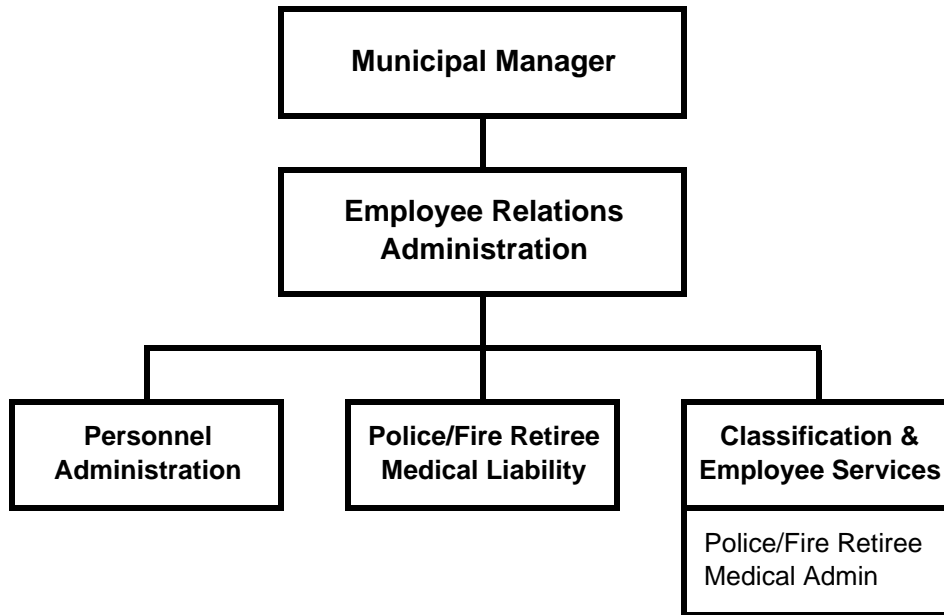 Municipal Manager
Employee Relations
Administration
Personnel
Administration
Police/Fire Retiree
Medical Liability
Classification &
Employee Services
Police/Fire Retiree
Medical Admin